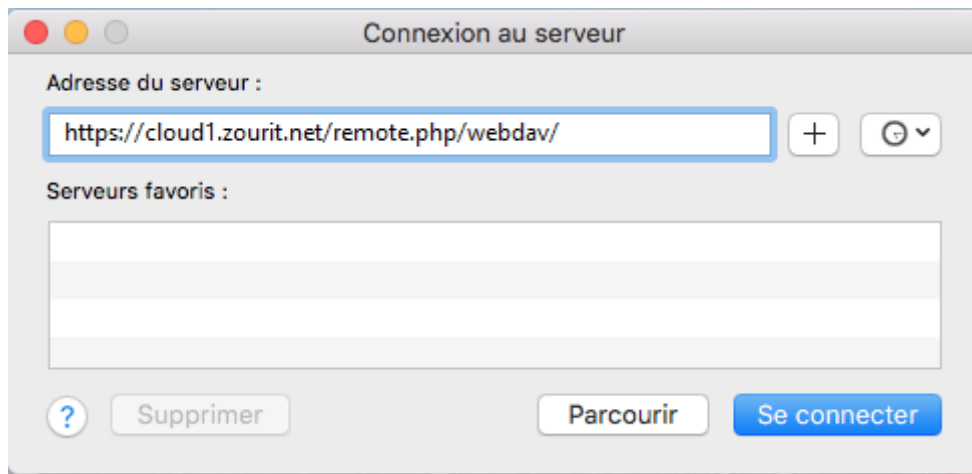 Connexion au serveur
Adresse du serveur :
https://cloud1.zourit.net/remote.php/webdav/
Serveurs favoris :
? Supprimer Parcourir Se connecter